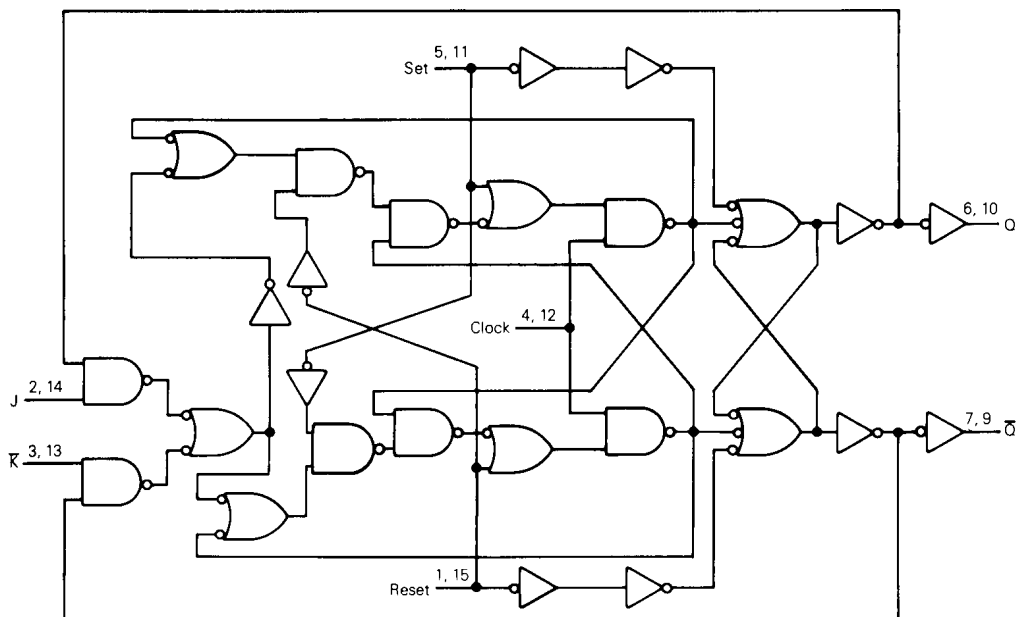 5, 11
Set
6, 10
Q
4, 12
Clock
2, 14
J
3, 13
K̅
7, 9
Q̅
1, 15
Reset